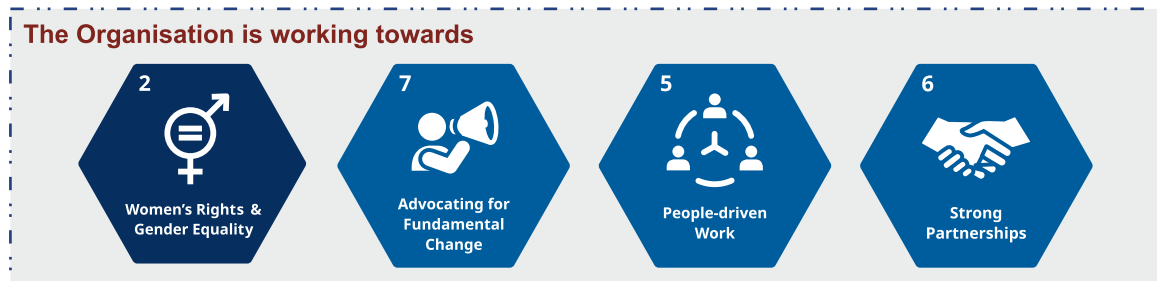 The Organisation is working towards
2
Women's Rights &
Gender Equality
7
Advocating for
Fundamental
Change
5
People-driven
Work
6
Strong
Partnerships